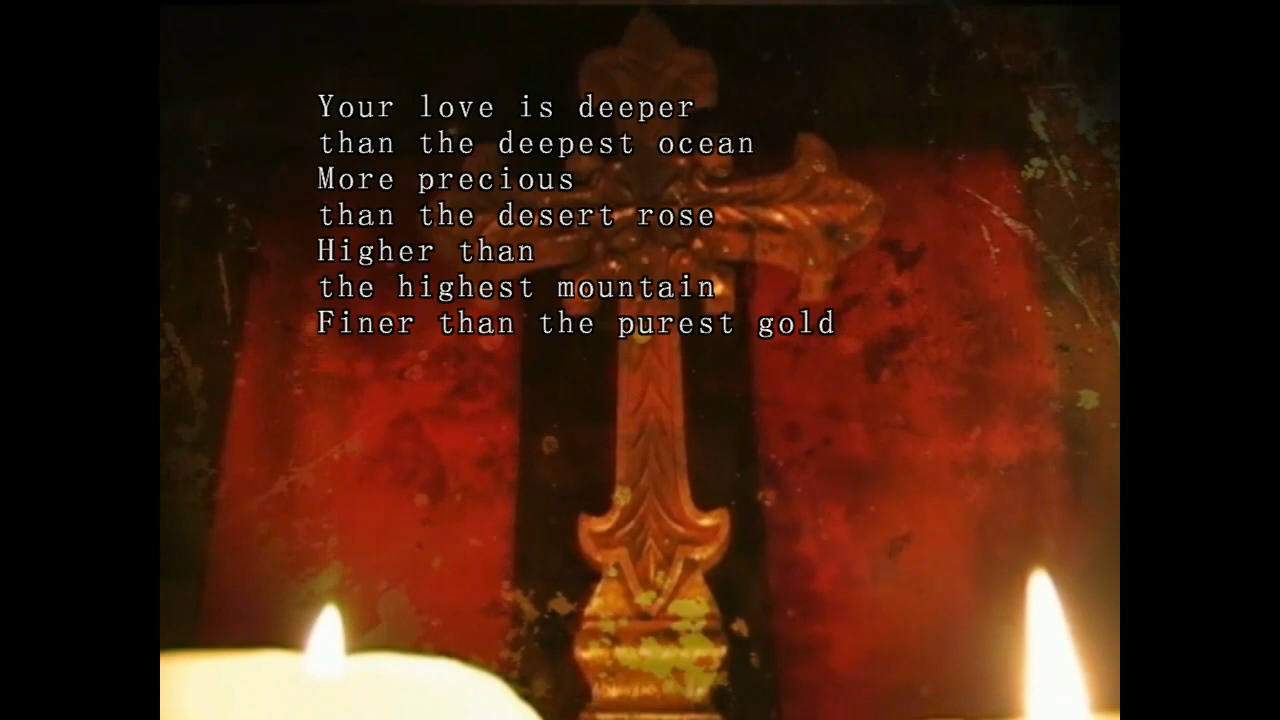 Your love is deeper
than the deepest ocean
More precious
than the desert rose
Higher than
the highest mountain
Finer than the purest gold